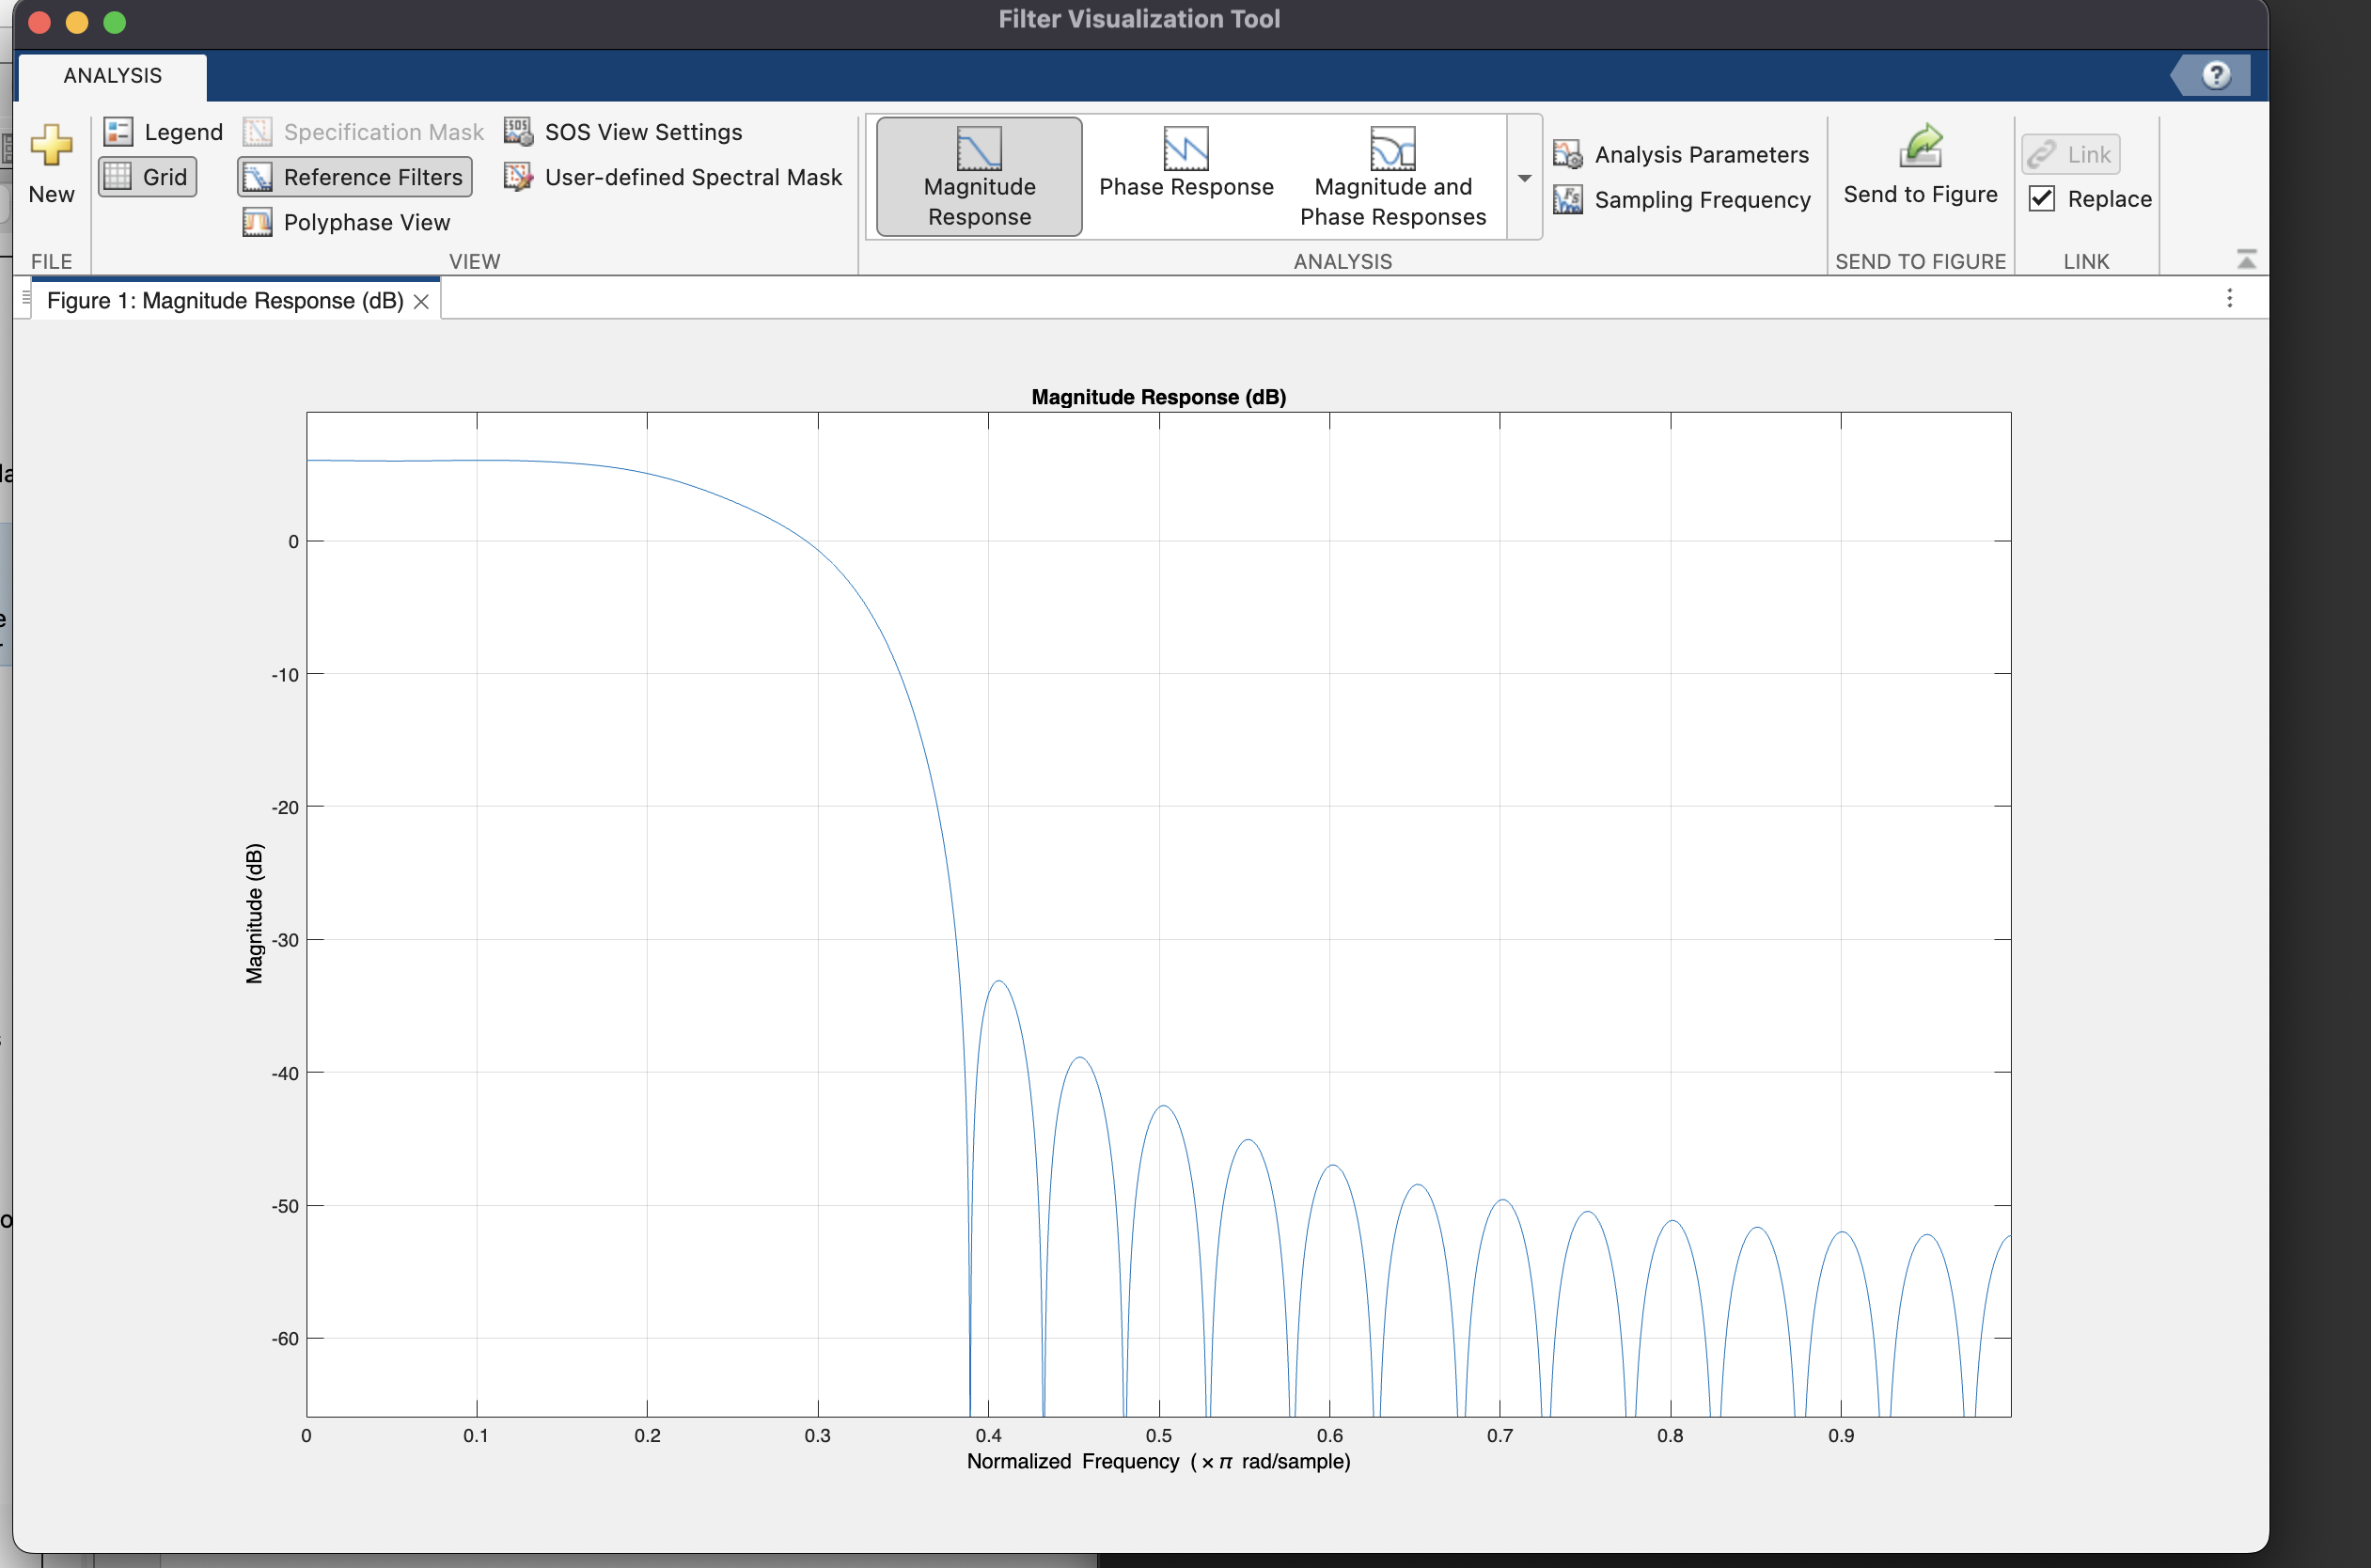 Filter Visualization Tool
ANALYSIS
?
New
Legend
Specification Mask
SOS View Settings
Grid
Reference Filters
User-defined Spectral Mask
Polyphase View
Magnitude
Response
Phase Response
Magnitude and
Phase Responses
Analysis Parameters
Sampling Frequency
Send to Figure
Link
Replace
FILE
VIEW
ANALYSIS
SEND TO FIGURE
LINK
Figure 1: Magnitude Response (dB)
Magnitude Response (dB)
0
-10
-20
-30
-40
-50
-60
Magnitude (dB)
0 0.1 0.2 0.3 0.4 0.5 0.6 0.7 0.8 0.9
Normalized Frequency (×π rad/sample)